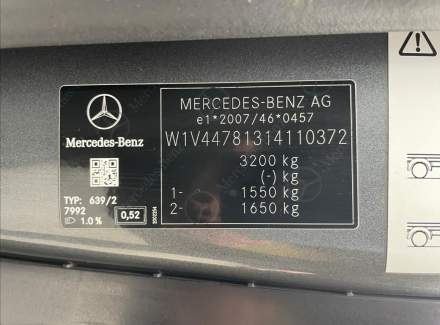 MERCEDES-BENZ AG
e1*2007/46*0457
W1V44781314110372
3200 kg
(-) kg
1- 1550 kg
2- 1650 kg
Mercedes-Benz
TYP: 639/2
7992
1.0 % 0,52